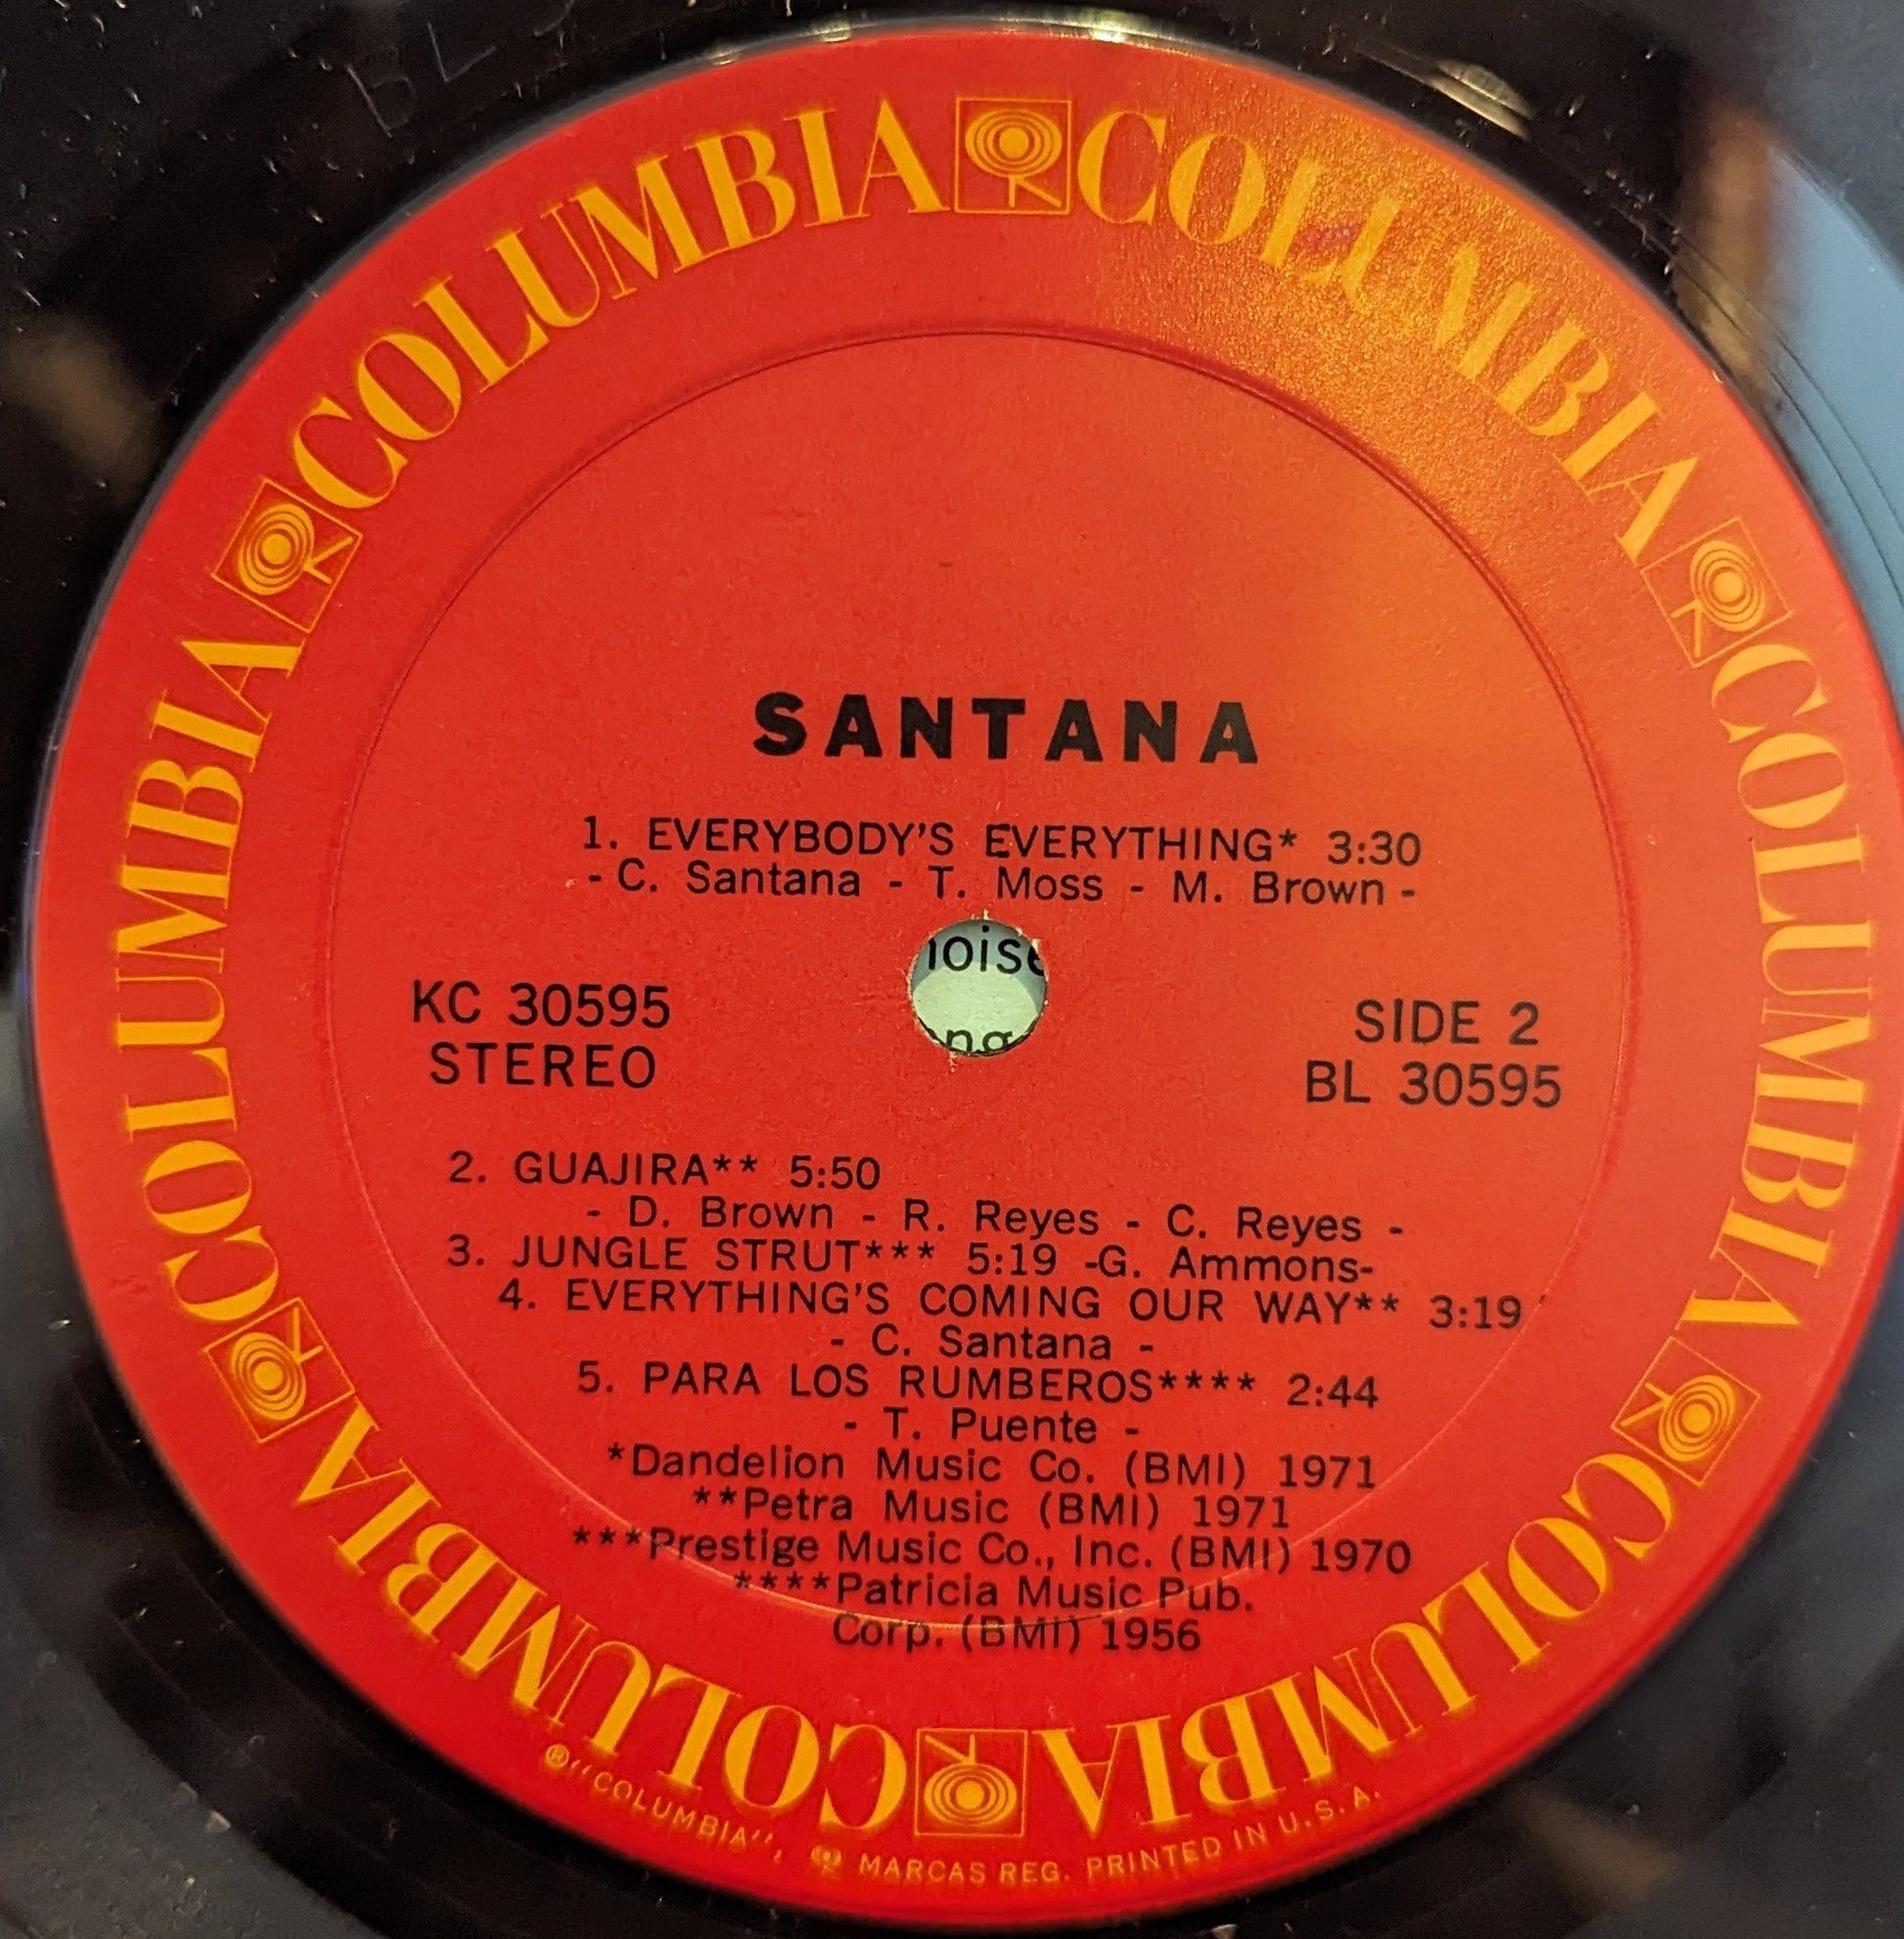 COLUMBIA COLUMBIA COLUMBIA COLUMBIA COLUMBIA COLUMBIA
SANTANA
1. EVERYBODY'S EVERYTHING* 3:30
- C. Santana - T. Moss - M. Brown -
KC 30595
STEREO
SIDE 2
BL 30595
2. GUAJIRA** 5:50
- D. Brown - R. Reyes - C. Reyes -
3. JUNGLE STRUT*** 5:19 -G. Ammons-
4. EVERYTHING'S COMING OUR WAY** 3:19
- C. Santana -
5. PARA LOS RUMBEROS**** 2:44
- T. Puente -
*Dandelion Music Co. (BMI) 1971
**Petra Music (BMI) 1971
***Prestige Music Co., Inc. (BMI) 1970
****Patricia Music Pub.
Corp. (BMI) 1956
®"COLUMBIA", MARCAS REG. PRINTED IN U.S.A.
BL